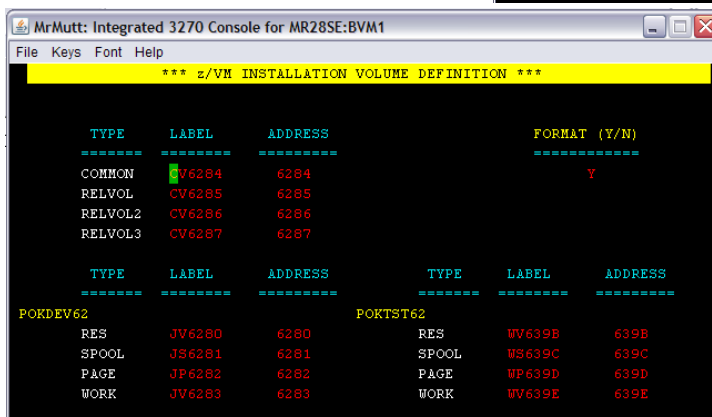 MrMutt: Integrated 3270 Console for MR28SE:BVM1
File Keys Font Help
*** z/VM INSTALLATION VOLUME DEFINITION ***
TYPE LABEL ADDRESS FORMAT (Y/N)
======= ======== ========= ============
COMMON CV6284 6284 Y
RELVOL CV6285 6285
RELVOL2 CV6286 6286
RELVOL3 CV6287 6287
TYPE LABEL ADDRESS TYPE LABEL ADDRESS
======= ======== ========= ======= ======== =========
POKDEV62 POKTST62
RES JV6280 6280 RES WV639B 639B
SPOOL JS6281 6281 SPOOL WS639C 639C
PAGE JP6282 6282 PAGE WP639D 639D
WORK JV6283 6283 WORK WV639E 639E